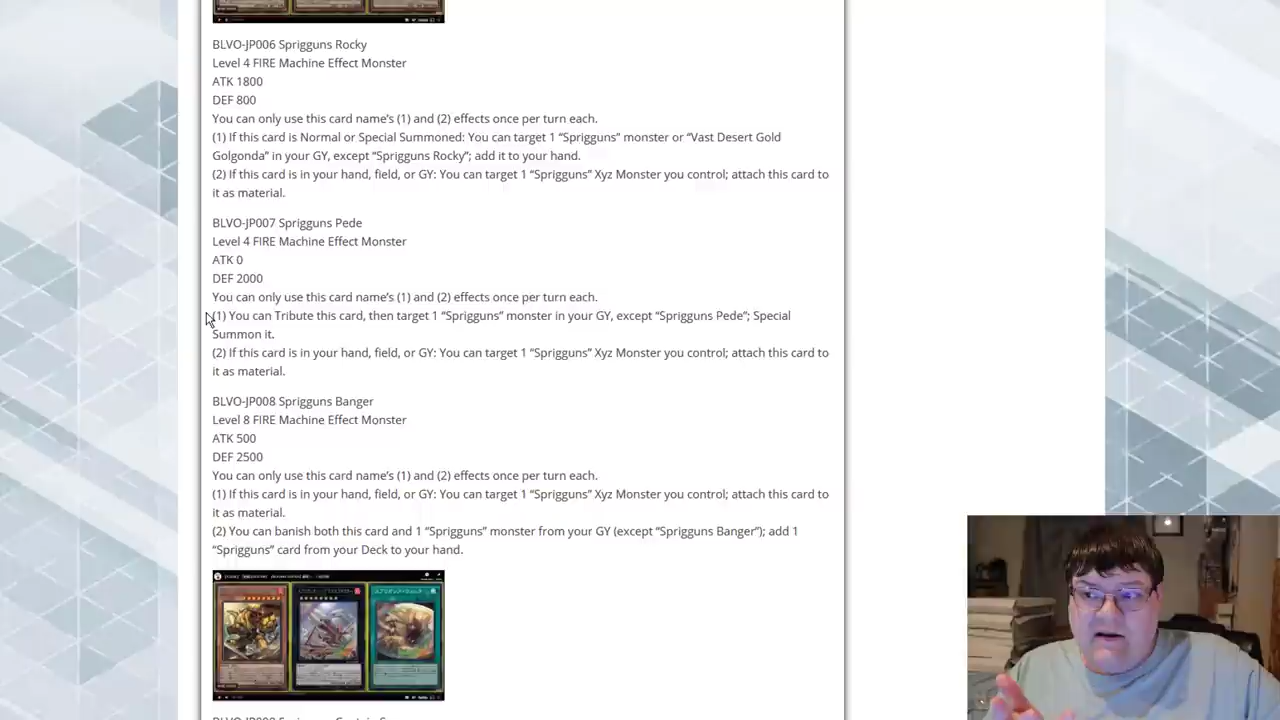 BLVO-JP006 Sprigguns Rocky
Level 4 FIRE Machine Effect Monster
ATK 1800
DEF 800
You can only use this card name's (1) and (2) effects once per turn each.
(1) If this card is Normal or Special Summoned: You can target 1 “Sprigguns” monster or “Vast Desert Gold
Golgonda” in your GY, except “Sprigguns Rocky”; add it to your hand.
(2) If this card is in your hand, field, or GY: You can target 1 “Sprigguns” Xyz Monster you control; attach this card to
it as material.
BLVO-JP007 Sprigguns Pede
Level 4 FIRE Machine Effect Monster
ATK 0
DEF 2000
You can only use this card name's (1) and (2) effects once per turn each.
(1) You can Tribute this card, then target 1 “Sprigguns” monster in your GY, except “Sprigguns Pede”; Special
Summon it.
(2) If this card is in your hand, field, or GY: You can target 1 “Sprigguns” Xyz Monster you control; attach this card to
it as material.
BLVO-JP008 Sprigguns Banger
Level 8 FIRE Machine Effect Monster
ATK 500
DEF 2500
You can only use this card name's (1) and (2) effects once per turn each.
(1) If this card is in your hand, field, or GY: You can target 1 “Sprigguns” Xyz Monster you control; attach this card to
it as material.
(2) You can banish both this card and 1 “Sprigguns” monster from your GY (except “Sprigguns Banger”); add 1
“Sprigguns” card from your Deck to your hand.